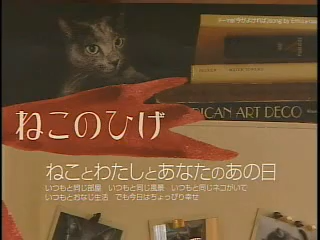 AMERICAN ART DECO
ねこのひげ
ねことわたしとあなたのあの日
いつもと同じ部屋 いつもと同じ風景 いつもと同じネコがいて
いつもとおなじ生活 でも今日はちょっぴり幸せ